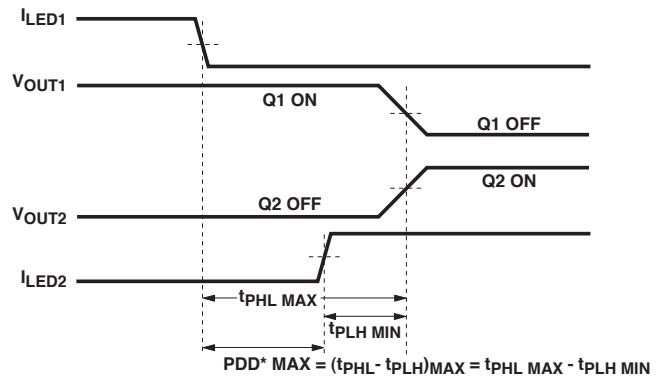 ILED1
VOUT1
Q1 ON
Q1 OFF
Q2 ON
Q2 OFF
VOUT2
ILED2
tPHL MAX
tPLH MIN
PDD* MAX = (tPHL- tPLH)MAX = tPHL MAX - tPLH MIN